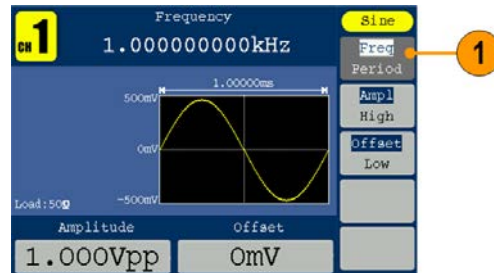 CH 1
Frequency
1.000000000kHz
Sine
Freq
Period
1
1.00000ms
500mV
0mV
-500mV
Ampl
High
Offset
Low
Load:50Ω
Amplitude
Offset
1.000Vpp
0mV